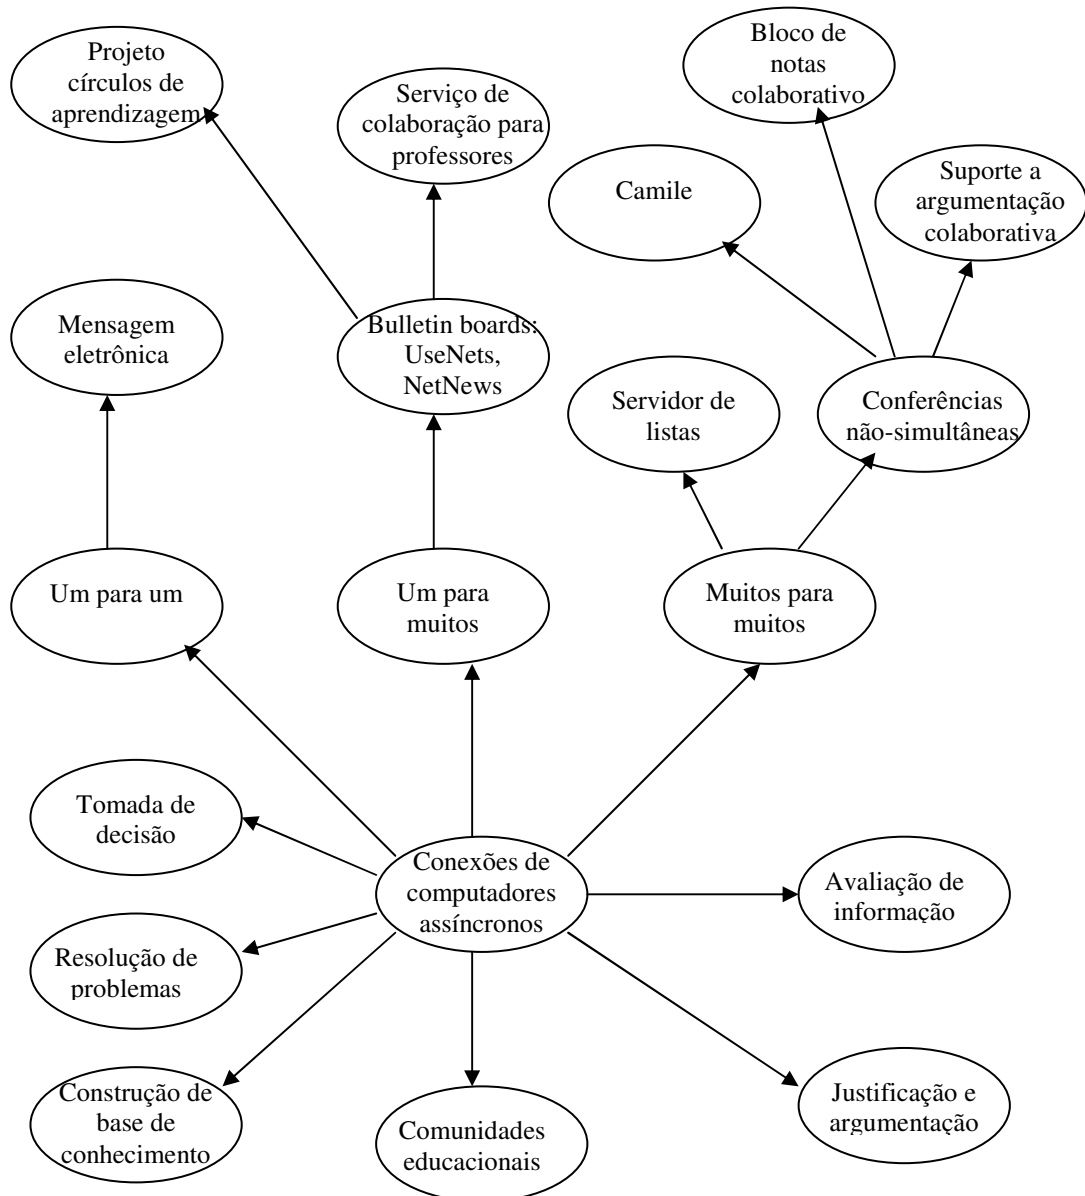 Projeto
círculos de
aprendizagem
Serviço de
colaboração para
professores
Bloco de
notas
colaborativo
Camile
Suporte a
argumentação
colaborativa
Mensagem
eletrônica
Bulletin boards:
UseNets,
NetNews
Servidor de
listas
Conferências
não-simultâneas
Um para um
Um para
muitos
Muitos para
muitos
Tomada de
decisão
Conexões de
computadores
assíncronos
Avaliação de
informação
Resolução de
problemas
Construção de
base de
conhecimento
Comunidades
educacionais
Justificação e
argumentação